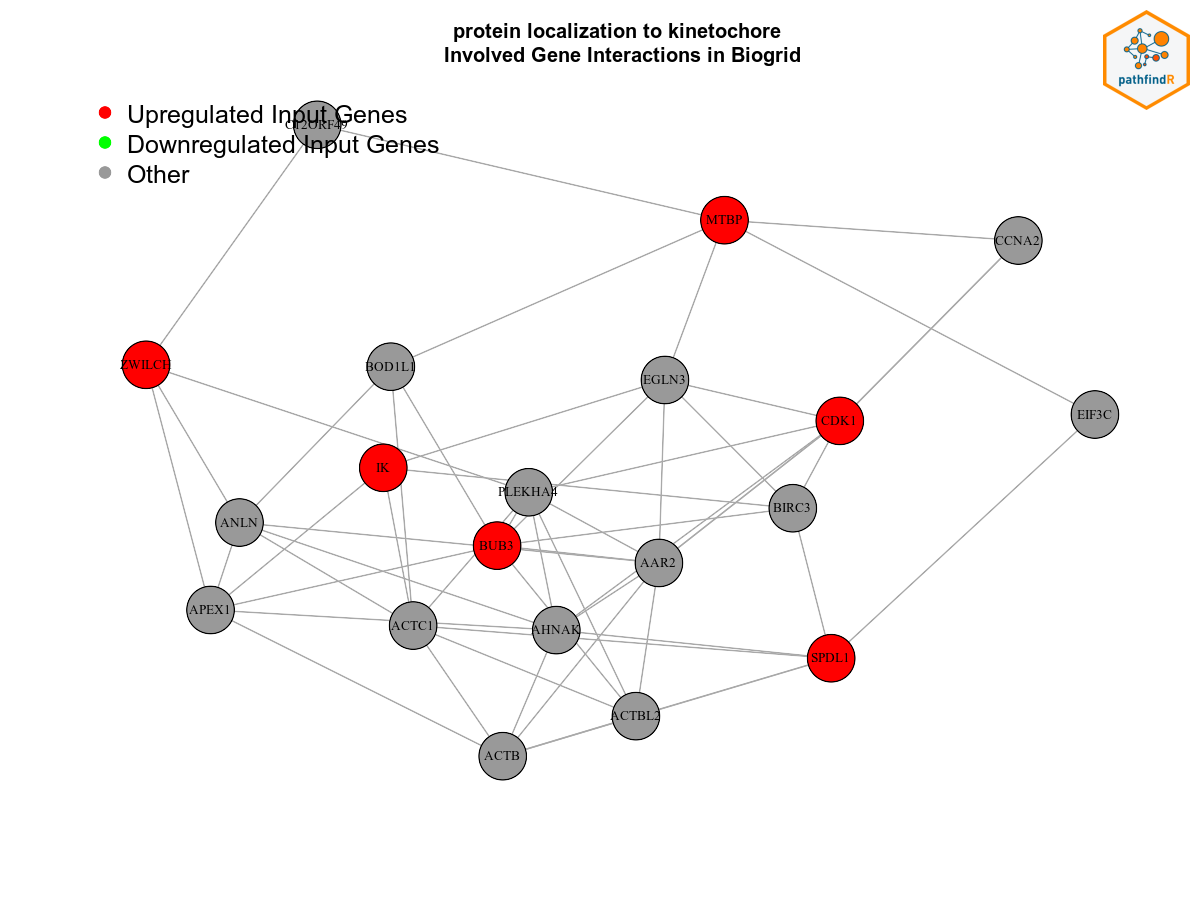 protein localization to kinetochore
Involved Gene Interactions in Biogrid
pathfindR
Upregulated Input Genes
C12ORF49
Downregulated Input Genes
Other
MTBP
CCNA2
ZWILCH
BOD1L1
EGLN3
EIF3C
CDK1
IK
PLEKHA4
BIRC3
ANLN
BUB3
AAR2
APEX1
ACTC1
AHNAK
SPDL1
ACTBL2
ACTB